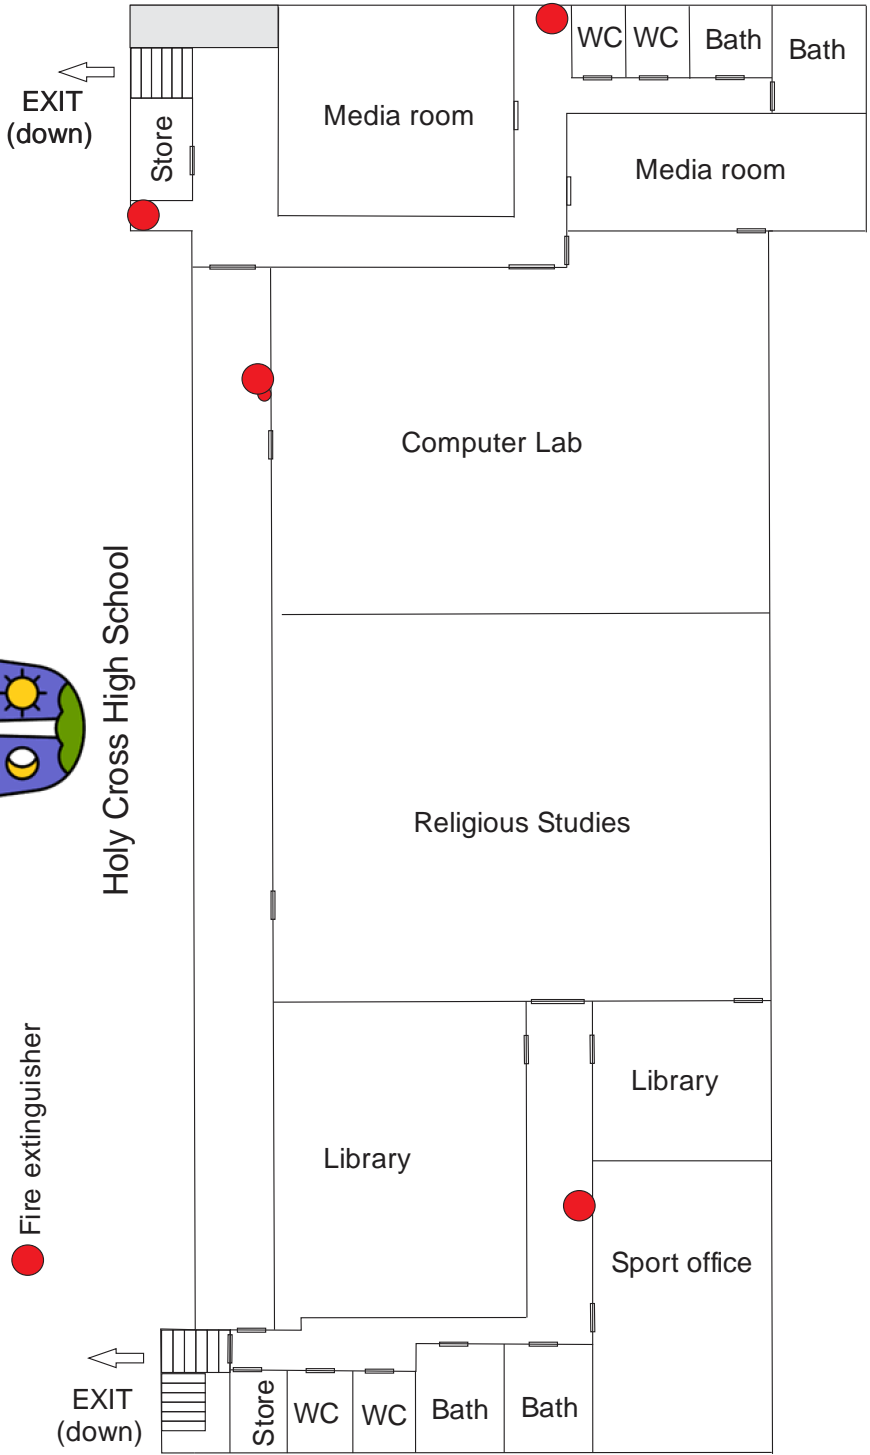 WC
WC
Bath
Bath
Media room
EXIT
(down)
Store
Media room
Computer Lab
Holy Cross High School
Religious Studies
Fire extinguisher
Library
Library
Sport office
EXIT
(down)
Store
WC
WC
Bath
Bath